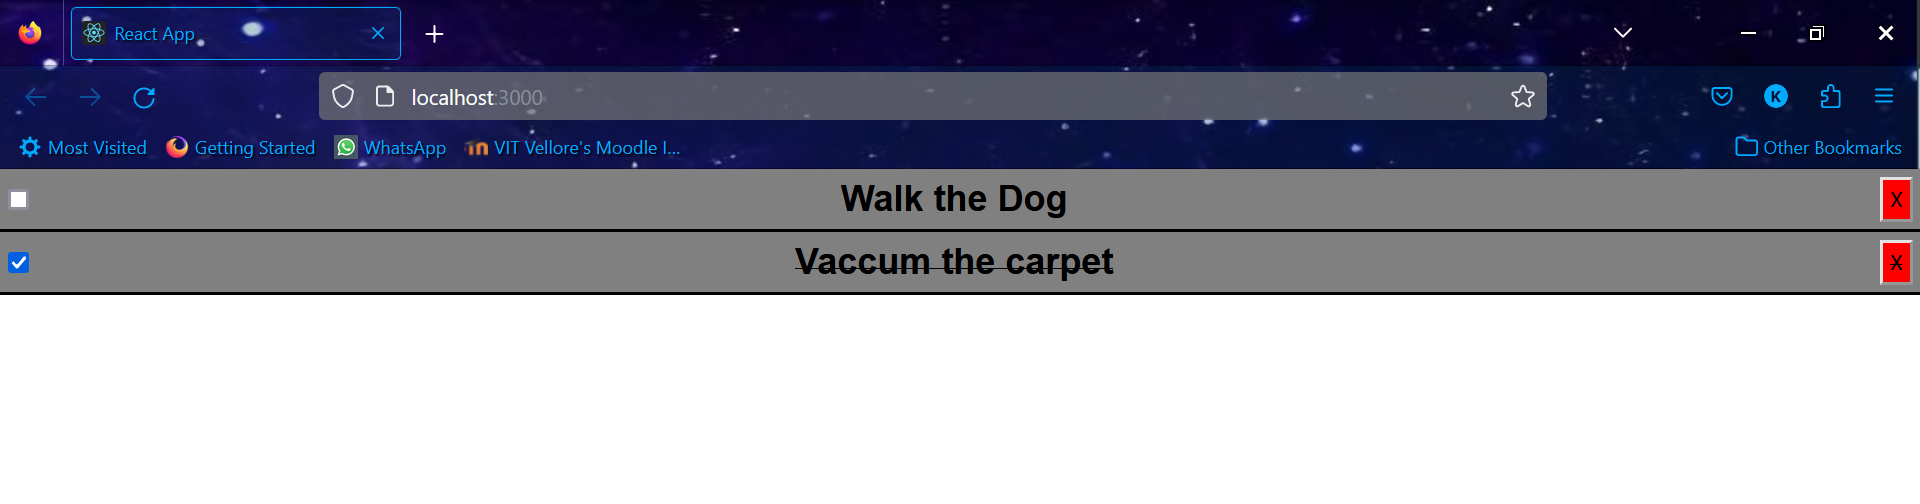 React App
localhost:3000
K
Most Visited Getting Started WhatsApp VIT Vellore's Moodle I... Other Bookmarks
Walk the Dog X
Vaccum the carpet X